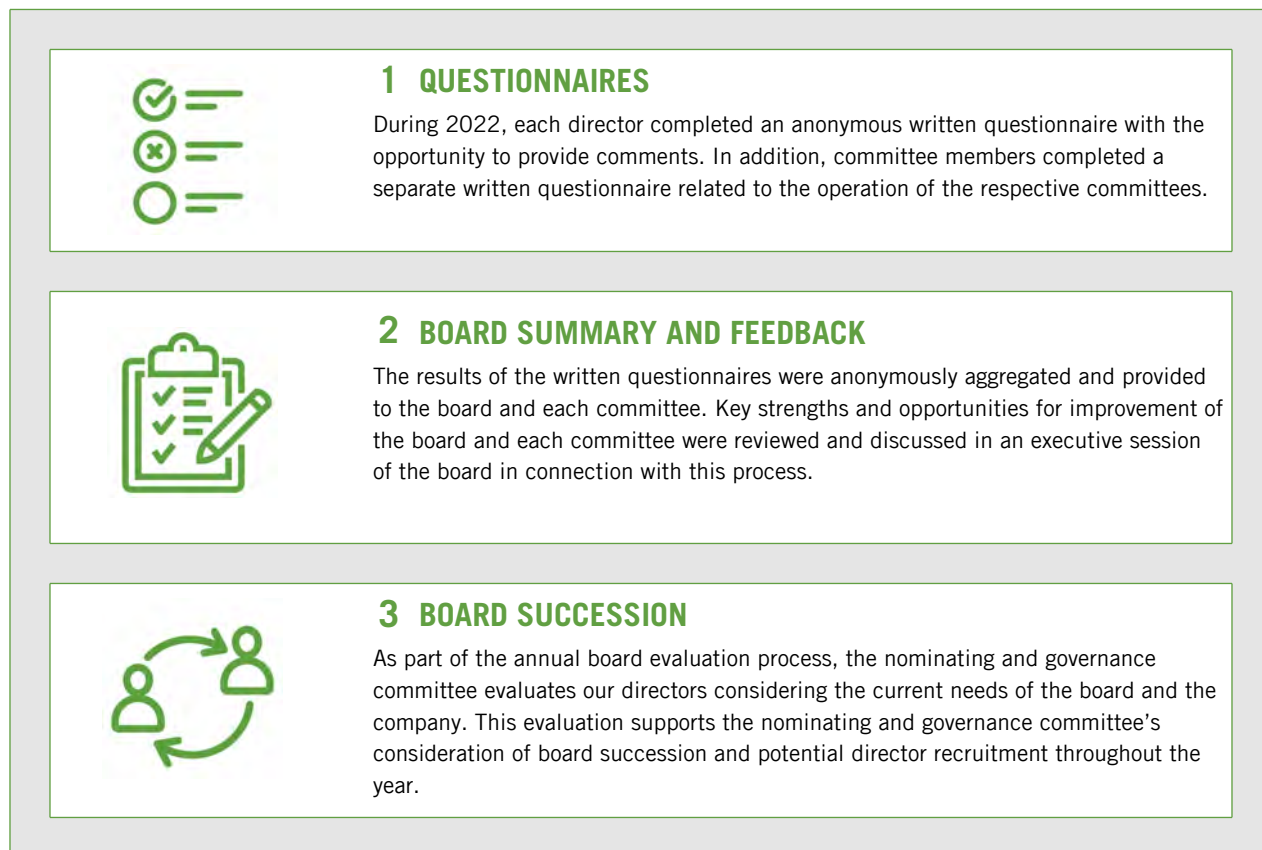 1 QUESTIONNAIRES
During 2022, each director completed an anonymous written questionnaire with the
opportunity to provide comments. In addition, committee members completed a
separate written questionnaire related to the operation of the respective committees.
2 BOARD SUMMARY AND FEEDBACK
The results of the written questionnaires were anonymously aggregated and provided
to the board and each committee. Key strengths and opportunities for improvement of
the board and each committee were reviewed and discussed in an executive session
of the board in connection with this process.
3 BOARD SUCCESSION
As part of the annual board evaluation process, the nominating and governance
committee evaluates our directors considering the current needs of the board and the
company. This evaluation supports the nominating and governance committee’s
consideration of board succession and potential director recruitment throughout the
year.